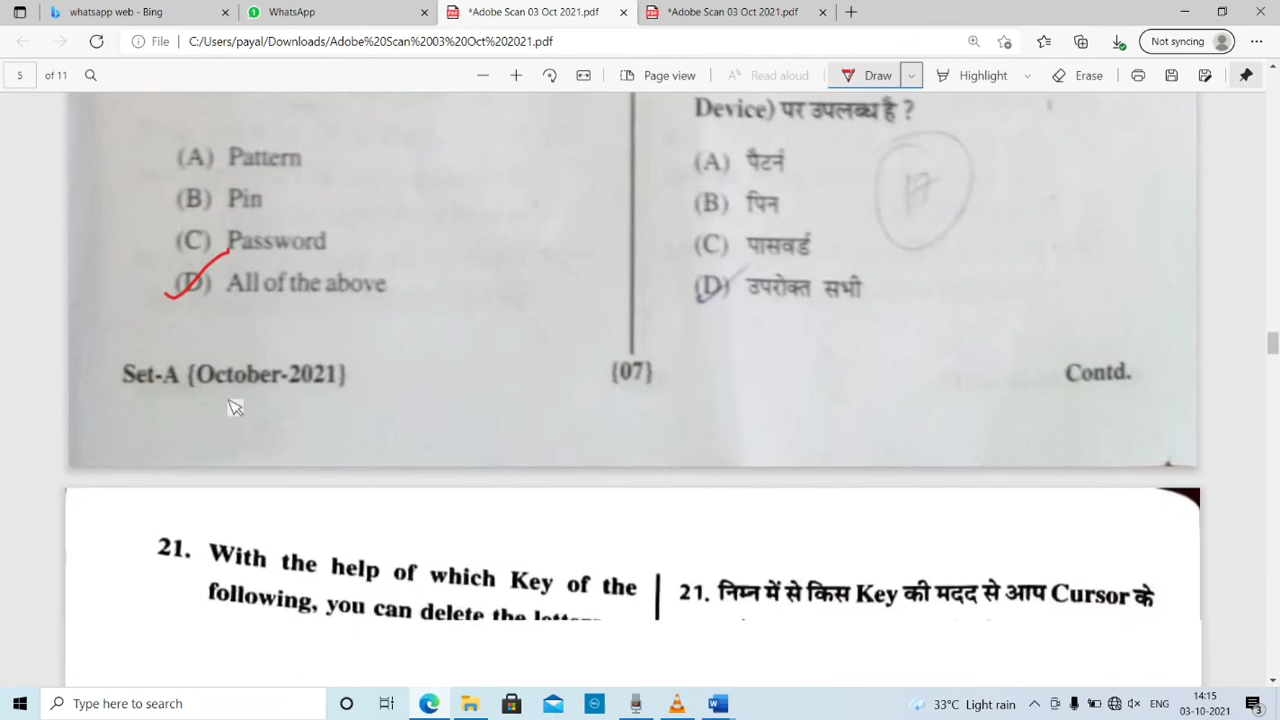 whatsapp web - Bing
WhatsApp
*Adobe Scan 03 Oct 2021.pdf
*Adobe Scan 03 Oct 2021.pdf
File
C:/Users/payal/Downloads/Adobe%20Scan%2003%20Oct%202021.pdf
Not syncing
5 of 11
Page view
Read aloud
Draw
Highlight
Erase
(A) Pattern
(B) Pin
(C) Password
(D) All of the above
Set-A {October-2021}
Device) पर उपलब्ध है ?
(A) पैटर्न
(B) पिन
(C) पासवर्ड
(D) उपरोक्त सभी
{07}
Contd.
21. With the help of which Key of the
following, you can delete the
21. निम्न में से किस Key की मदद से आप Cursor के
Type here to search
33°C Light rain
ENG
14:15
03-10-2021
3